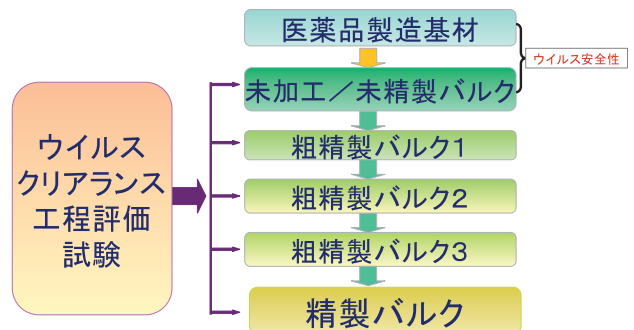 医薬品製造基材
ウイルス安全性
未加工／未精製バルク
ウイルス
クリアランス
工程評価
試験
粗精製バルク1
粗精製バルク2
粗精製バルク3
精製バルク